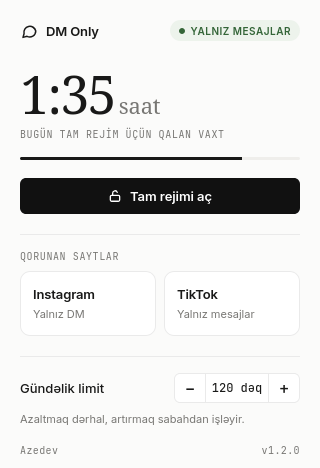 DM Only
YALNIZ MESAJLAR
1:35 saat
BUGÜN TAM REJİM ÜÇÜN QALAN VAXT
Tam rejimi aç
QORUNAN SAYTLAR
Instagram
Yalnız DM
TikTok
Yalnız mesajlar
Gündəlik limit
− 120 dəq +
Azaltmaq dərhal, artırmaq sabahdan işləyir.
Azedev
v1.2.0